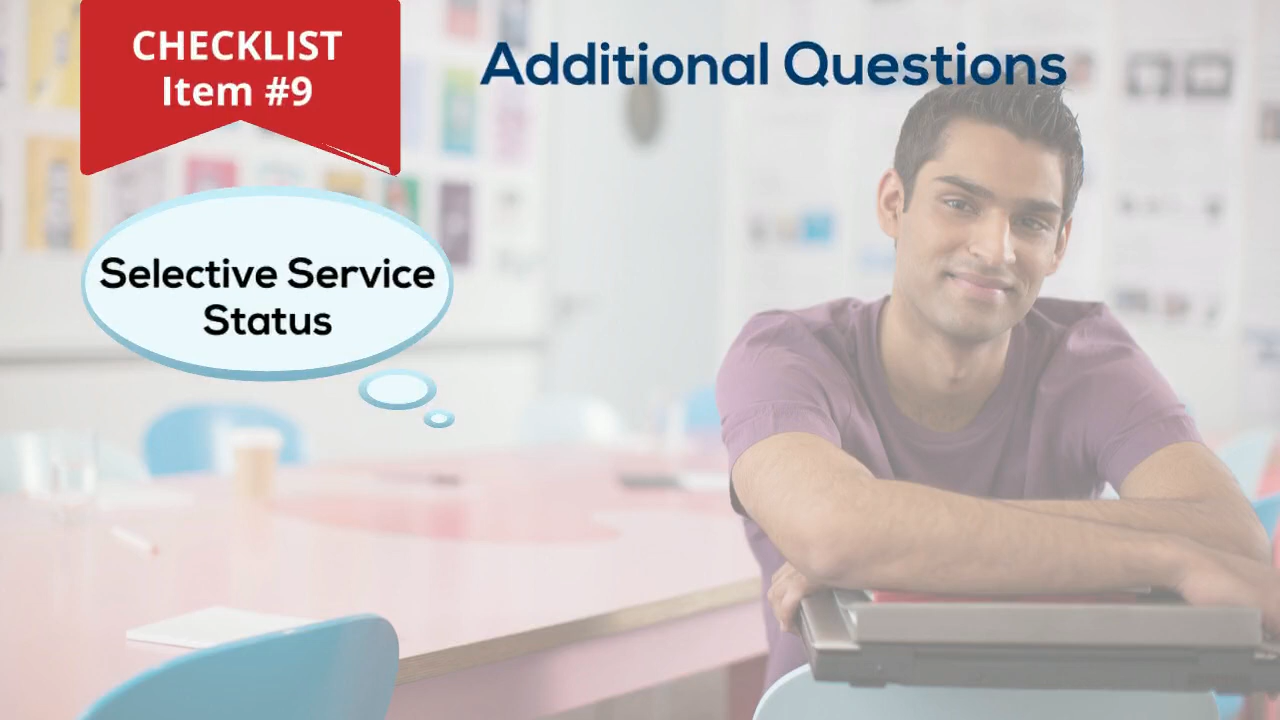 CHECKLIST
Item #9
Additional Questions
Selective Service
Status